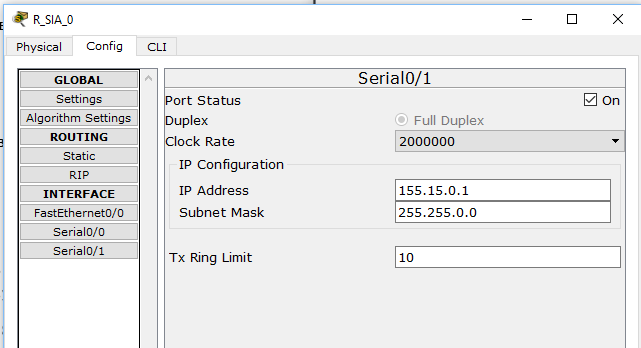 R_SIA_0
Physical Config CLI
GLOBAL
Settings
Algorithm Settings
ROUTING
Static
RIP
INTERFACE
FastEthernet0/0
Serial0/0
Serial0/1
Serial0/1
Port Status On
Duplex Full Duplex
Clock Rate 2000000
IP Configuration
IP Address 155.15.0.1
Subnet Mask 255.255.0.0
Tx Ring Limit 10